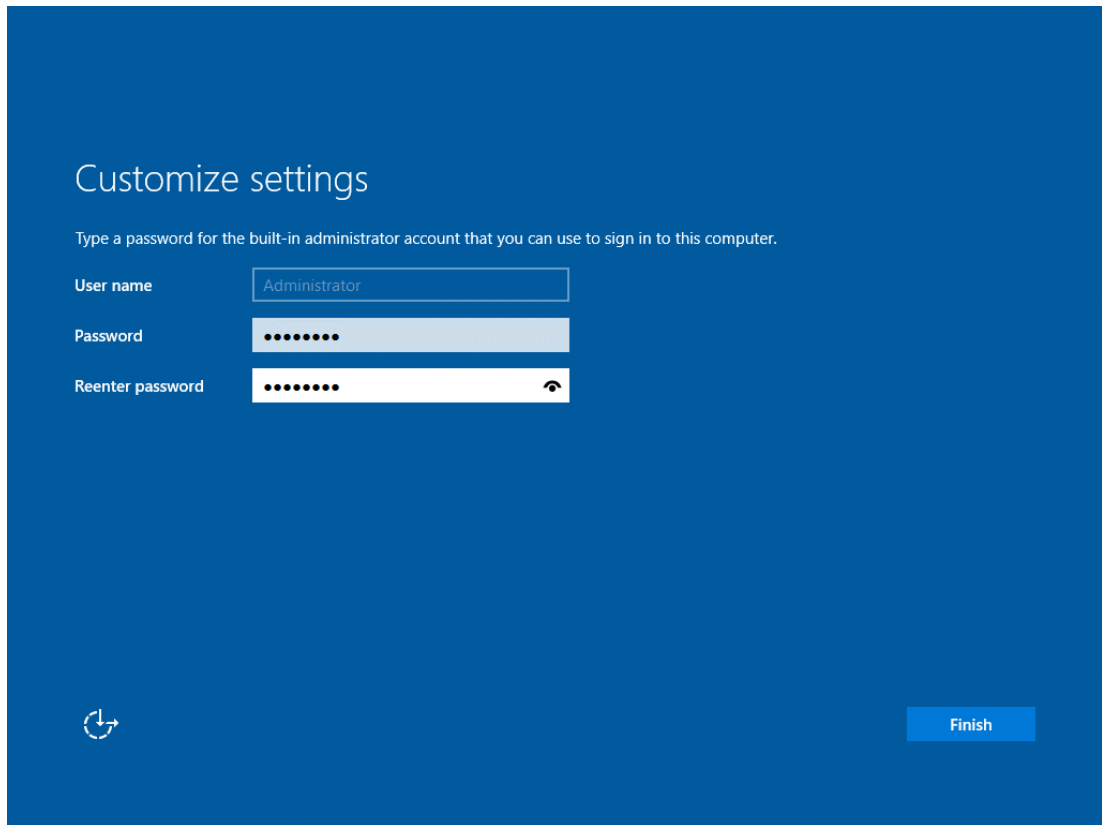 Customize settings
Type a password for the built-in administrator account that you can use to sign in to this computer.
User name Administrator
Password ●●●●●●●●
Reenter password ●●●●●●●●
Finish